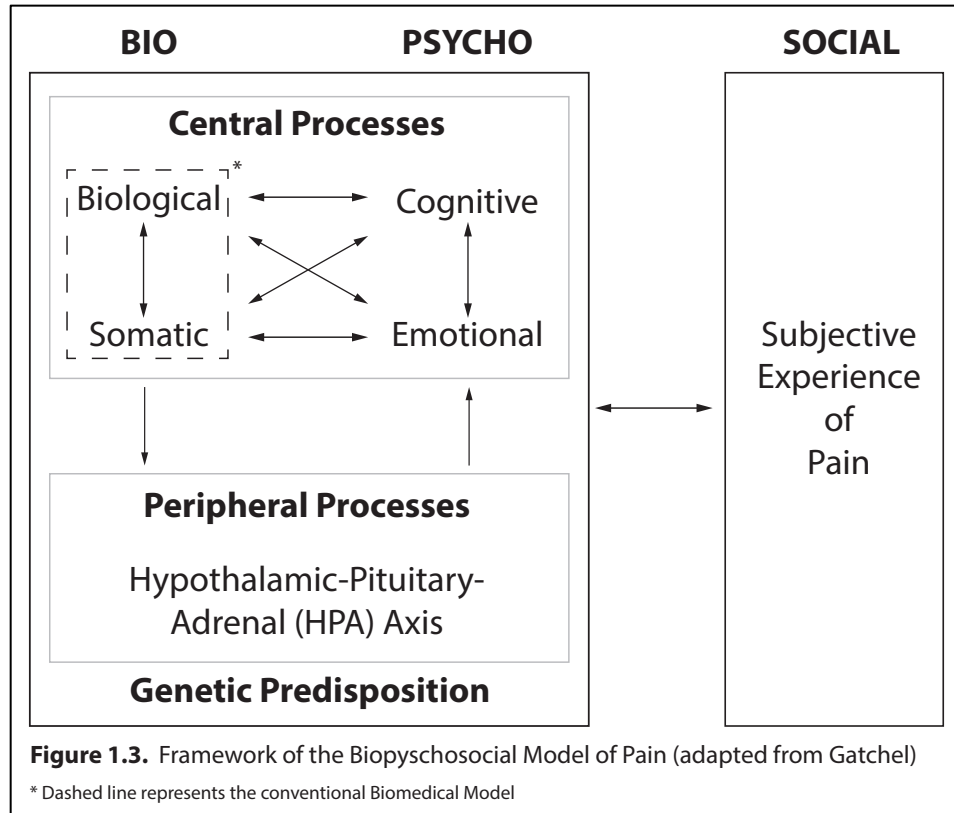 BIO PSYCHO SOCIAL
Central Processes
*
Biological Cognitive
Somatic Emotional
Peripheral Processes
Hypothalamic-Pituitary-
Adrenal (HPA) Axis
Genetic Predisposition
Subjective
Experience
of
Pain
Figure 1.3. Framework of the Biopyschosocial Model of Pain (adapted from Gatchel)
* Dashed line represents the conventional Biomedical Model